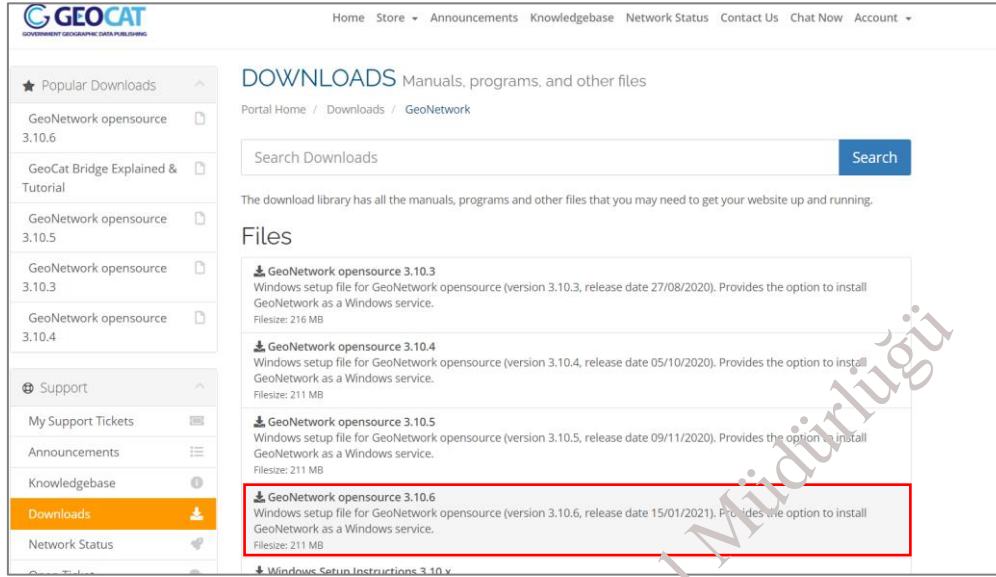 GEOCAT
GOVERNMENT GEOGRAPHIC DATA PUBLISHING
Home Store Announcements Knowledgebase Network Status Contact Us Chat Now Account
Popular Downloads
GeoNetwork opensource
3.10.6
GeoCat Bridge Explained &
Tutorial
GeoNetwork opensource
3.10.5
GeoNetwork opensource
3.10.3
GeoNetwork opensource
3.10.4
Support
My Support Tickets
Announcements
Knowledgebase
Downloads
Network Status
DOWNLOADS Manuals, programs, and other files
Portal Home / Downloads / GeoNetwork
Search Downloads
Search
The download library has all the manuals, programs and other files that you may need to get your website up and running.
Files
GeoNetwork opensource 3.10.3
Windows setup file for GeoNetwork opensource (version 3.10.3, release date 27/08/2020). Provides the option to install
GeoNetwork as a Windows service.
Filesize: 216 MB
GeoNetwork opensource 3.10.4
Windows setup file for GeoNetwork opensource (version 3.10.4, release date 05/10/2020). Provides the option to install
GeoNetwork as a Windows service.
Filesize: 211 MB
GeoNetwork opensource 3.10.5
Windows setup file for GeoNetwork opensource (version 3.10.5, release date 09/11/2020). Provides the option to install
GeoNetwork as a Windows service.
Filesize: 211 MB
GeoNetwork opensource 3.10.6
Windows setup file for GeoNetwork opensource (version 3.10.6, release date 15/01/2021). Provides the option to install
GeoNetwork as a Windows service.
Filesize: 211 MB
Windows Setup Instructions 3.10.x
Müdürlüğü